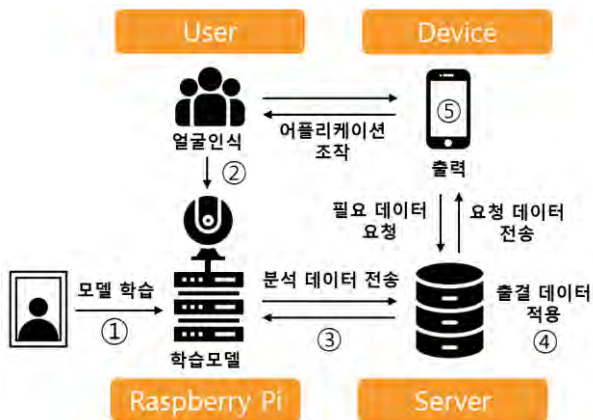 User
Device
⑤
얼굴인식
어플리케이션
조작
출력
②
필요 데이터
요청
요청 데이터
전송
모델 학습
①
분석 데이터 전송
③
출결 데이터
적용
④
학습모델
Raspberry Pi
Server